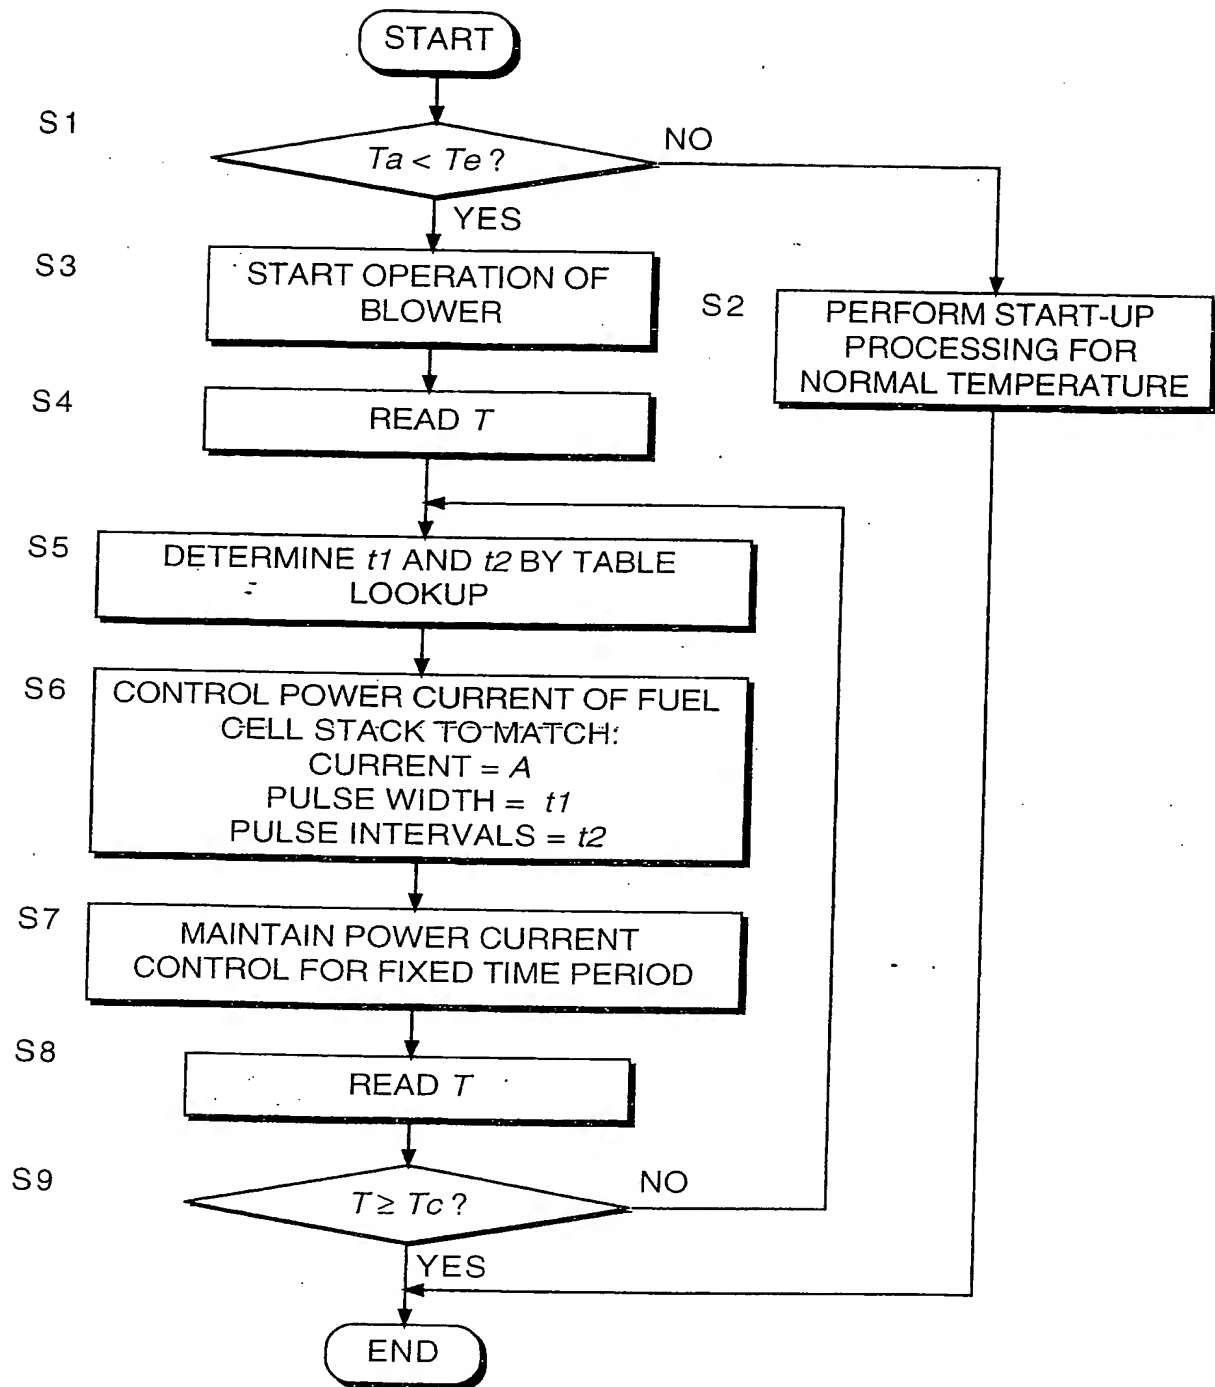 START
S1
Ta < Te ?
NO
YES
S3
START OPERATION OF
BLOWER
S2
PERFORM START-UP
PROCESSING FOR
NORMAL TEMPERATURE
S4
READ T
S5
DETERMINE t1 AND t2 BY TABLE
LOOKUP
S6
CONTROL POWER CURRENT OF FUEL
CELL STACK TO MATCH:
CURRENT = A
PULSE WIDTH = t1
PULSE INTERVALS = t2
S7
MAINTAIN POWER CURRENT
CONTROL FOR FIXED TIME PERIOD
S8
READ T
S9
T ≥ Tc ?
NO
YES
END